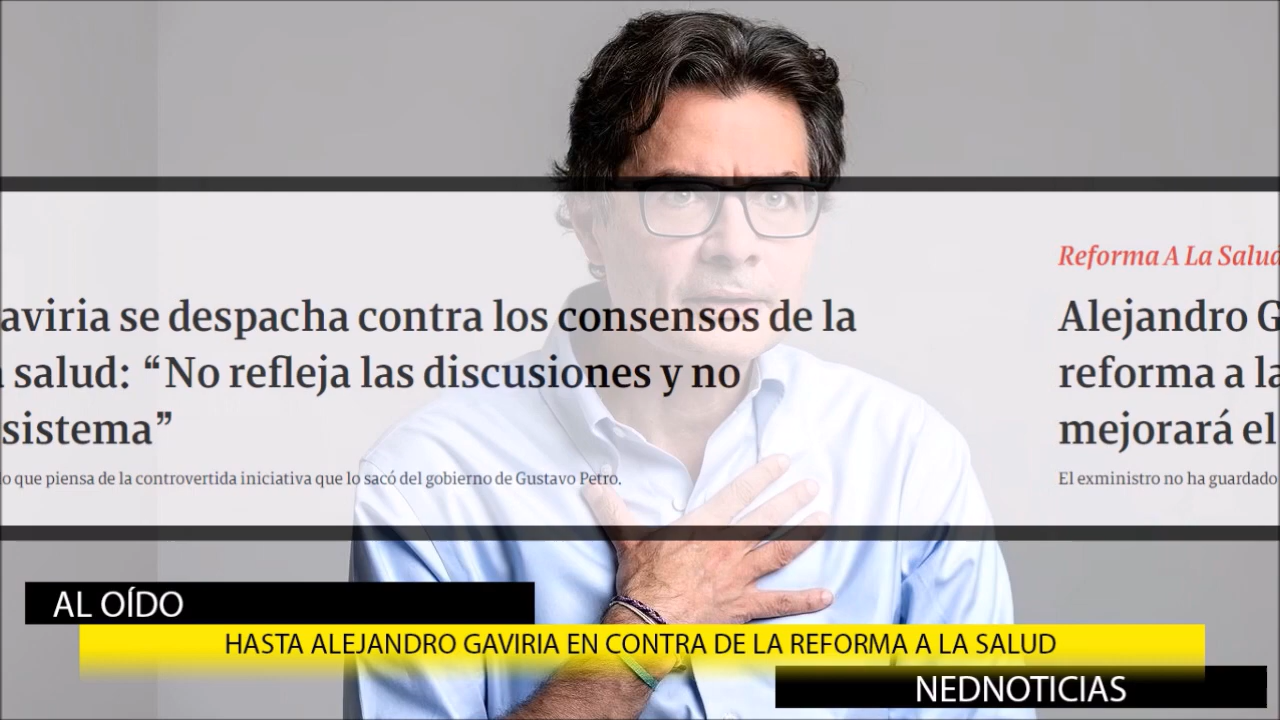 aviria se despacha contra los consensos de la
salud: “No refleja las discusiones y no
sistema”
lo que piensa de la controvertida iniciativa que lo sacó del gobierno de Gustavo Petro.
Reforma A La Salud
Alejandro G
reforma a la
mejorará el
El exministro no ha guardado
AL OÍDO
HASTA ALEJANDRO GAVIRIA EN CONTRA DE LA REFORMA A LA SALUD
NEDNOTICIAS